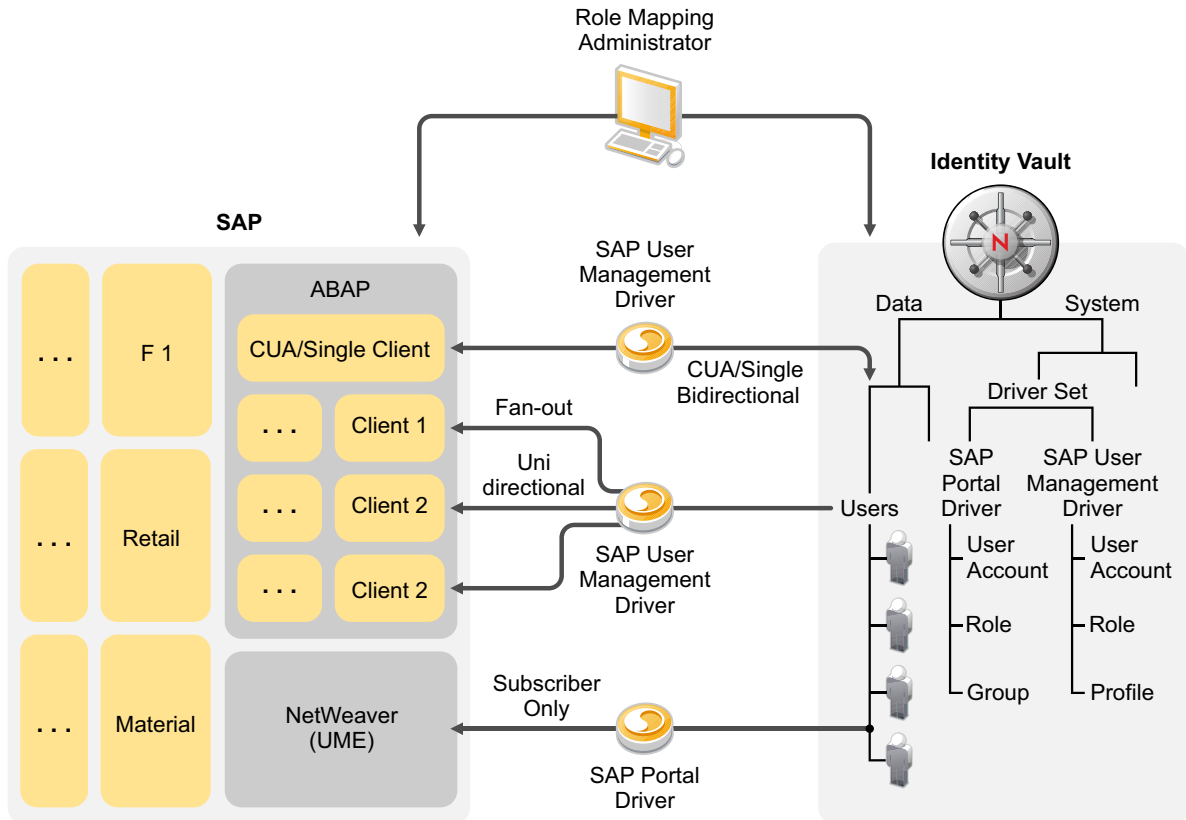 Role Mapping
Administrator
Identity Vault
N
SAP
SAP User
Management
Driver
Data
System
ABAP
. . .
F 1
CUA/Single Client
CUA/Single
Bidirectional
Driver Set
Fan-out
. . .
Client 1
Uni
directional
SAP
Portal
Driver
SAP User
Management
Driver
. . .
Retail
. . .
Client 2
Users
SAP User
Management
Driver
User
Account
User
Account
. . .
Client 2
Role
Role
. . .
Material
NetWeaver
(UME)
Subscriber
Only
Group
Profile
SAP Portal
Driver